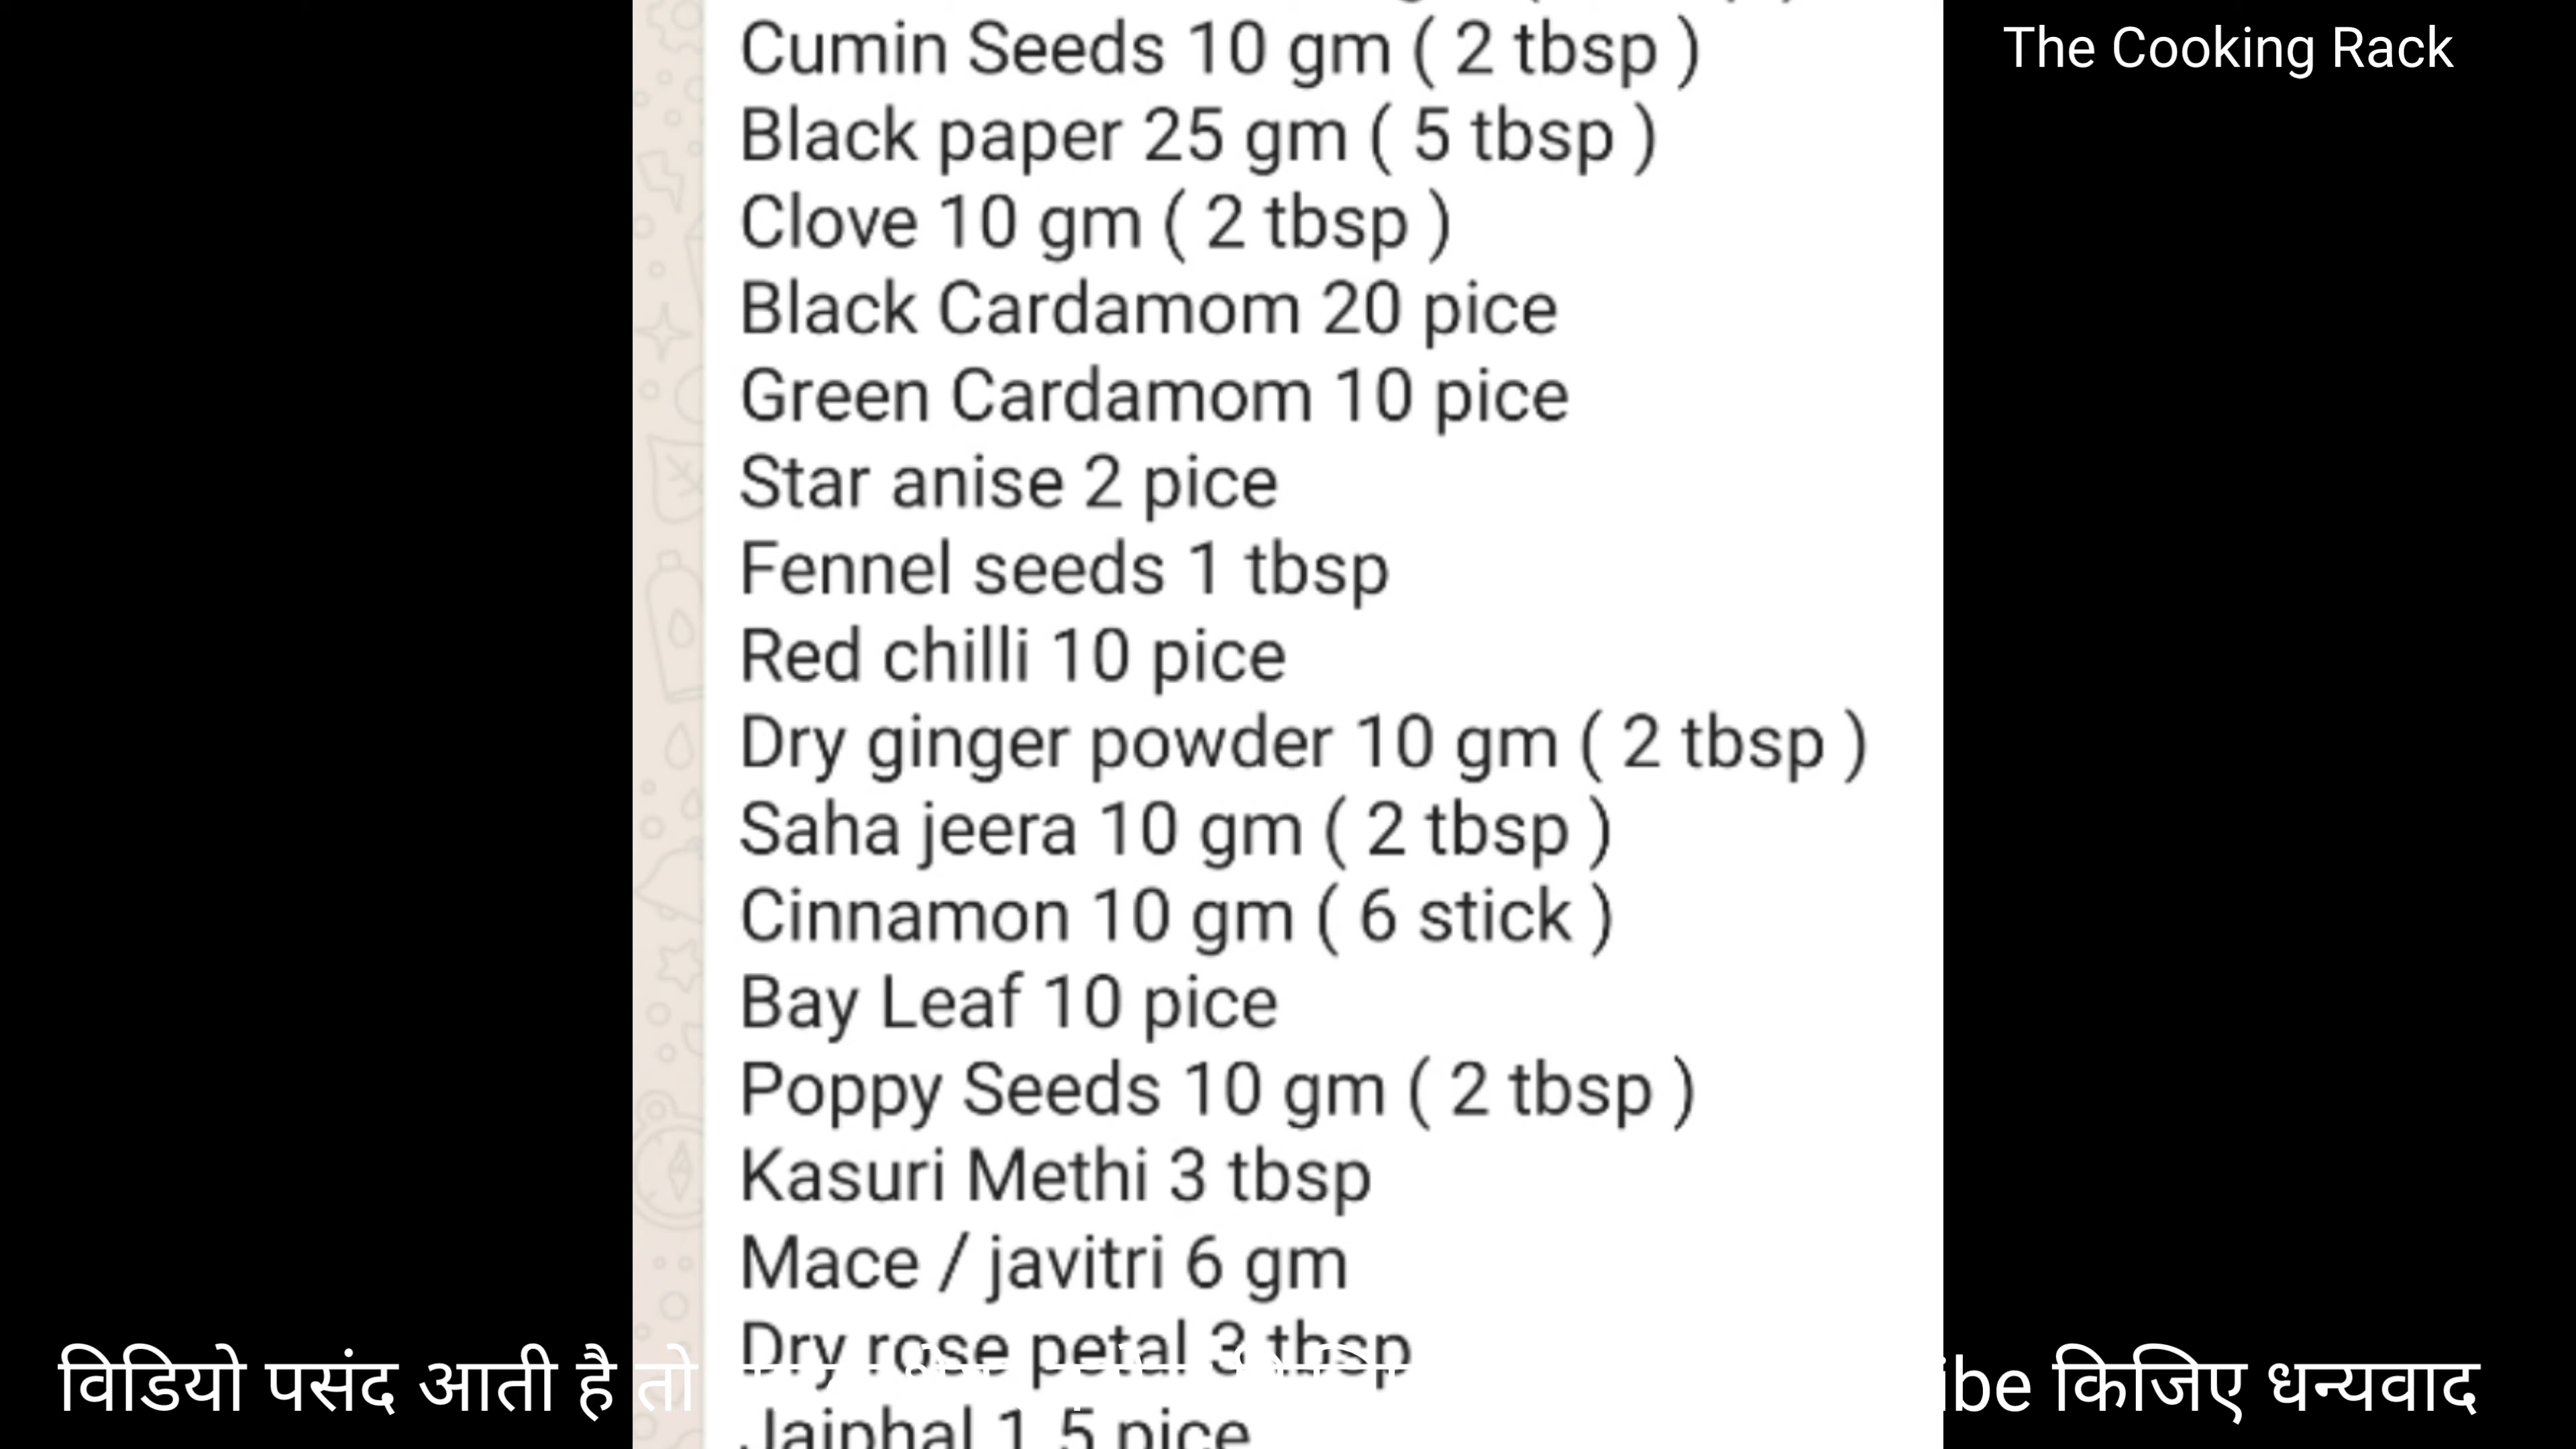 The Cooking Rack
Cumin Seeds 10 gm ( 2 tbsp )
Black paper 25 gm ( 5 tbsp )
Clove 10 gm ( 2 tbsp )
Black Cardamom 20 pice
Green Cardamom 10 pice
Star anise 2 pice
Fennel seeds 1 tbsp
Red chilli 10 pice
Dry ginger powder 10 gm ( 2 tbsp )
Saha jeera 10 gm ( 2 tbsp )
Cinnamon 10 gm ( 6 stick )
Bay Leaf 10 pice
Poppy Seeds 10 gm ( 2 tbsp )
Kasuri Methi 3 tbsp
Mace / javitri 6 gm
Dry rose petal 3 tbsp
विडियो पसंद आती है तो किजिए धन्यवाद
Jaiphal 1.5 pice